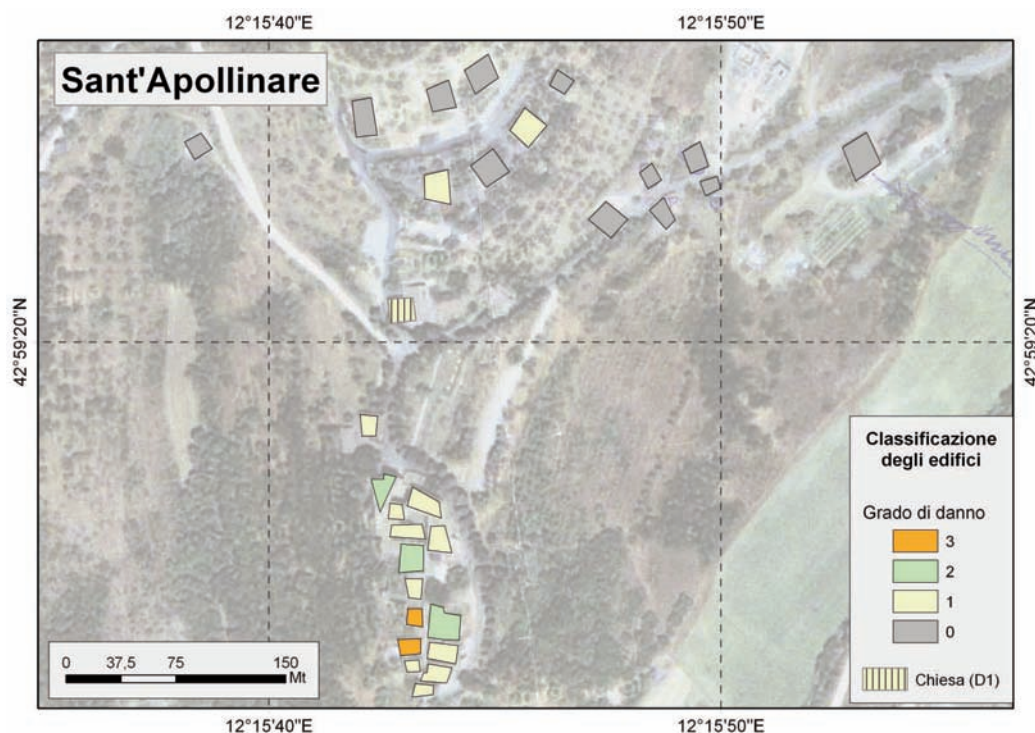 12°15'40"E
12°15'50"E
Sant'Apollinare
42°59'20"N
42°59'20"N
Classificazione
degli edifici
Grado di danno
3
2
1
0
Chiesa (D1)
0
37,5
75
150
Mt
12°15'40"E
12°15'50"E